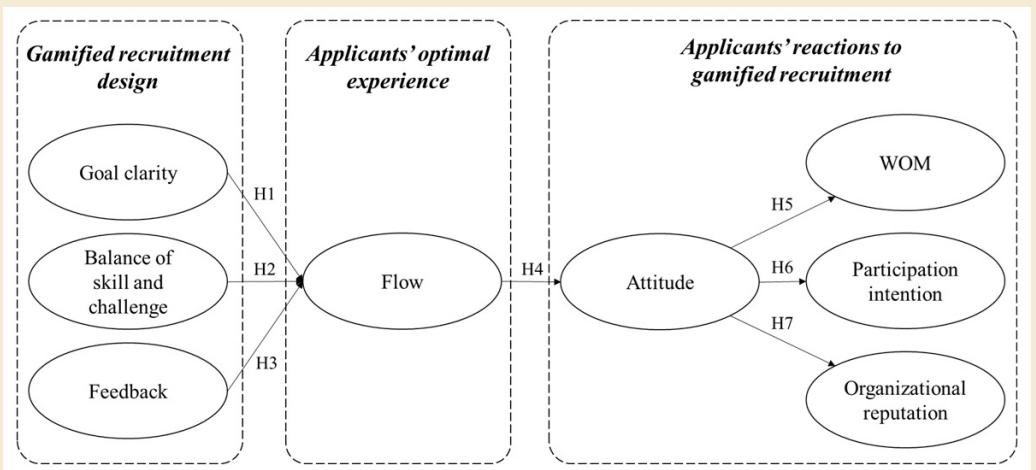 Gamified recruitment
design
Goal clarity
Balance of
skill and
challenge
Feedback
H1
H2
H3
Applicants' optimal
experience
Flow
H4
Applicants' reactions to
gamified recruitment
Attitude
H5
H6
H7
WOM
Participation
intention
Organizational
reputation